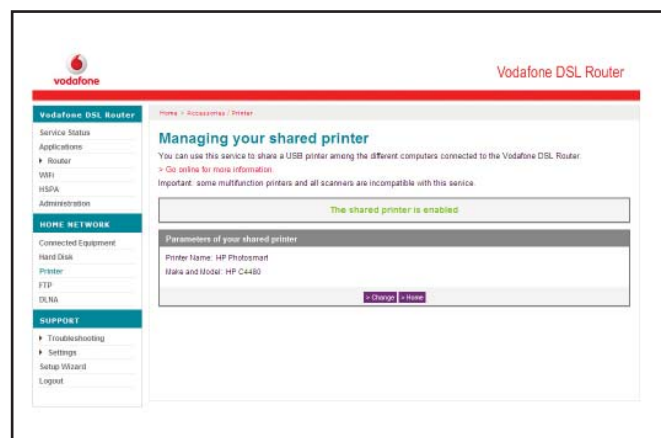 vodafone
Vodafone DSL Router
Vodafone DSL Router
Service Status
Applications
Router
WiFi
HSPA
Administration
HOME NETWORK
Connected Equipment
Hard Disk
Printer
FTP
DLNA
SUPPORT
Troubleshooting
Settings
Setup Wizard
Logout
Home > Accessories / Printer
Managing your shared printer
You can use this service to share a USB printer among the different computers connected to the Vodafone DSL Router.
> Go online for more information.
Important: some multifunction printers and all scanners are incompatible with this service.
The shared printer is enabled
Parameters of your shared printer
Printer Name: HP Photosmart
Make and Model: HP C4480
> Change > Home